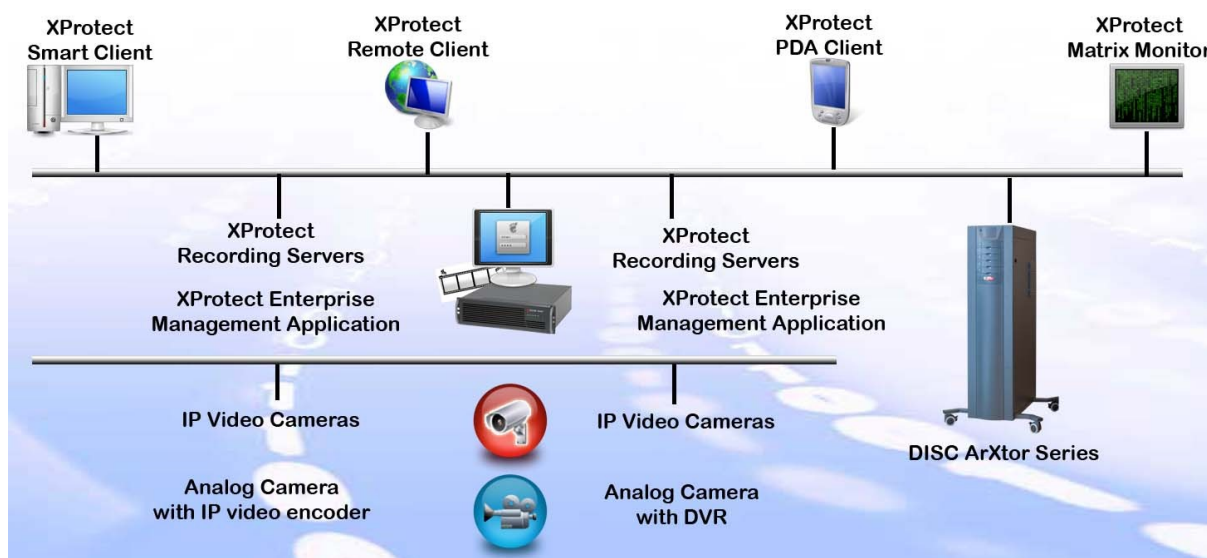 XProtect
Smart Client
XProtect
Remote Client
XProtect
PDA Client
XProtect
Matrix Monitor
XProtect
Recording Servers
XProtect Enterprise
Management Application
XProtect
Recording Servers
XProtect Enterprise
Management Application
IP Video Cameras
Analog Camera
with IP video encoder
IP Video Cameras
Analog Camera
with DVR
DISC ArXtor Series